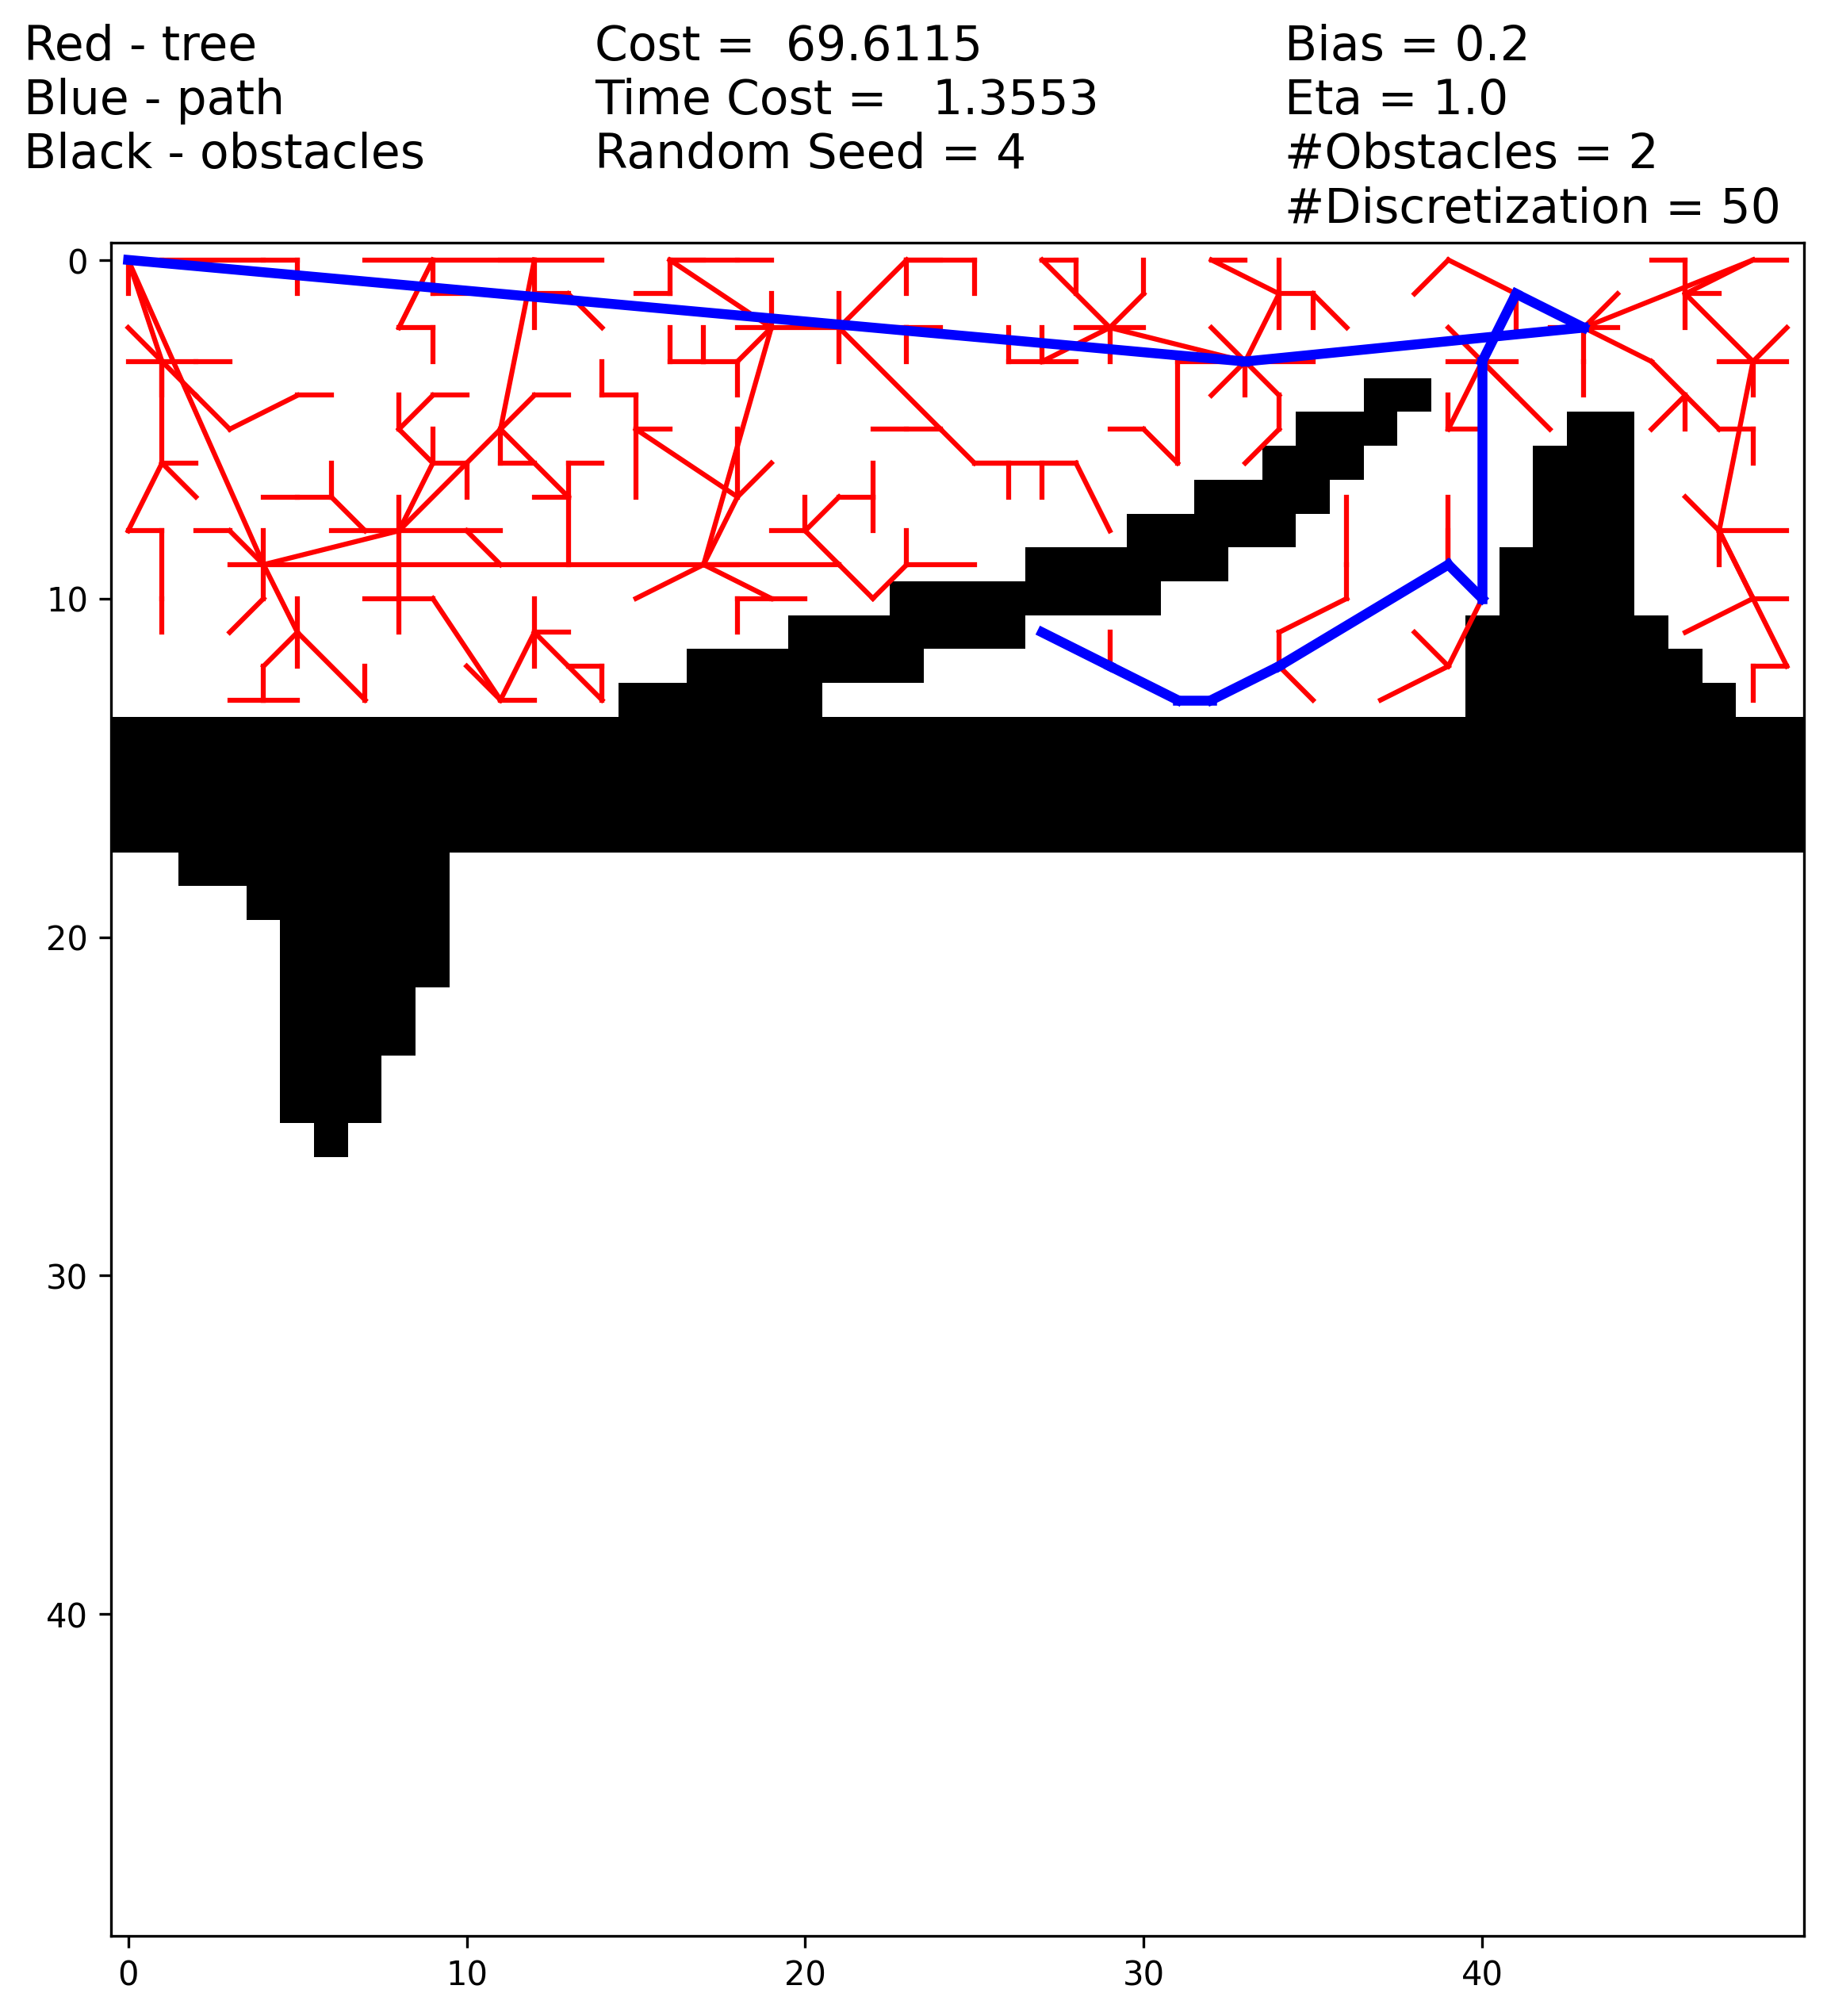 Red - tree
Blue - path
Black - obstacles
Cost =  69.6115
Time Cost =   1.3553
Random Seed = 4
Bias = 0.2
Eta = 1.0
#Obstacles = 2
#Discretization = 50
0
10
20
30
40
0 10 20 30 40